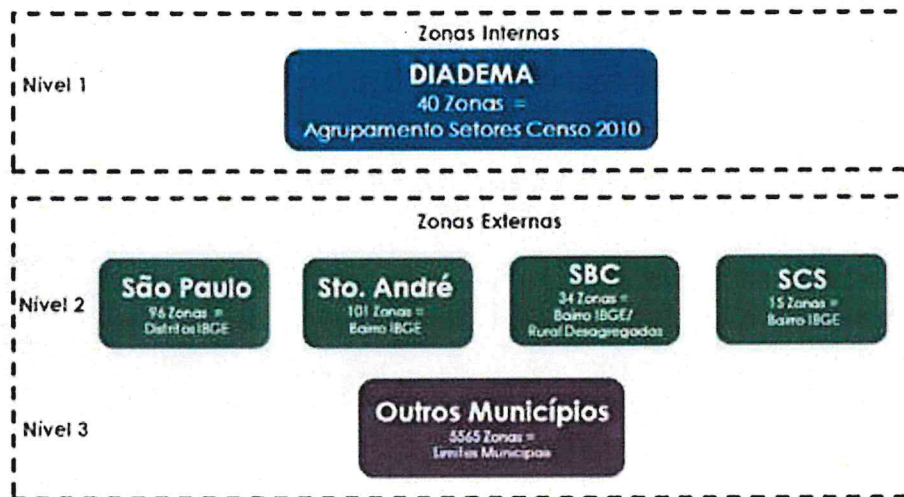 Zonas Internas
Nível 1
DIADEMA
40 Zonas =
Agrupamento Setores Censo 2010
Zonas Externas
Nível 2
São Paulo
96 Zonas =
Distritos IBGE
Sto. André
101 Zonas =
Bairro IBGE
SBC
34 Zonas =
Bairro IBGE/
Rural Desagregadas
SCS
15 Zonas =
Bairro IBGE
Nível 3
Outros Municípios
5565 Zonas =
Limites Municipais